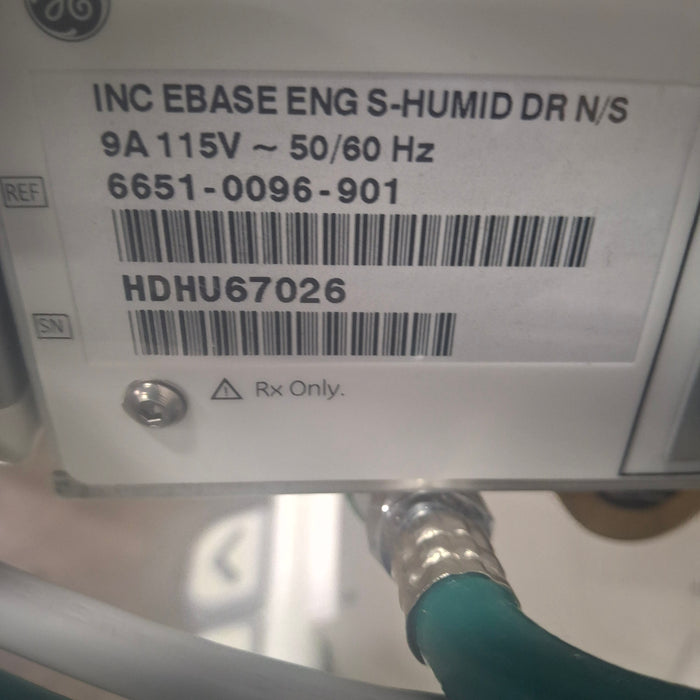 INC EBASE ENG S-HUMID DR N/S
9A 115V ~ 50/60 Hz
REF 6651-0096-901
HDHU67026
SN
⚠ Rx Only.